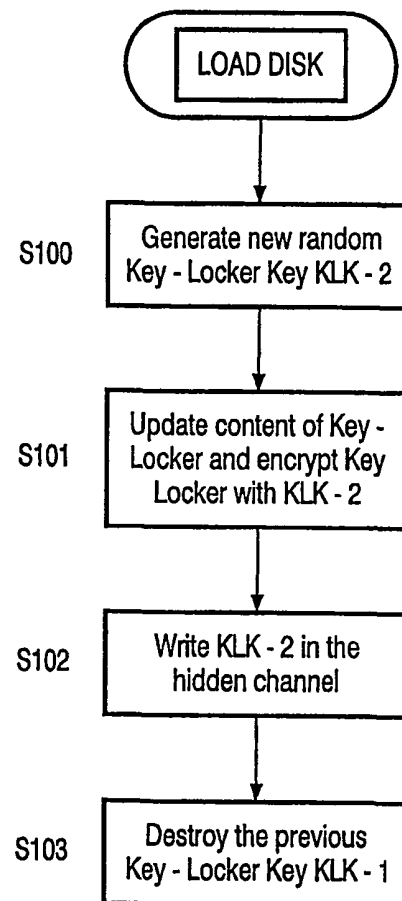 LOAD DISK
S100
Generate new random
Key - Locker Key KLK - 2
S101
Update content of Key -
Locker and encrypt Key
Locker with KLK - 2
S102
Write KLK - 2 in the
hidden channel
S103
Destroy the previous
Key - Locker Key KLK - 1